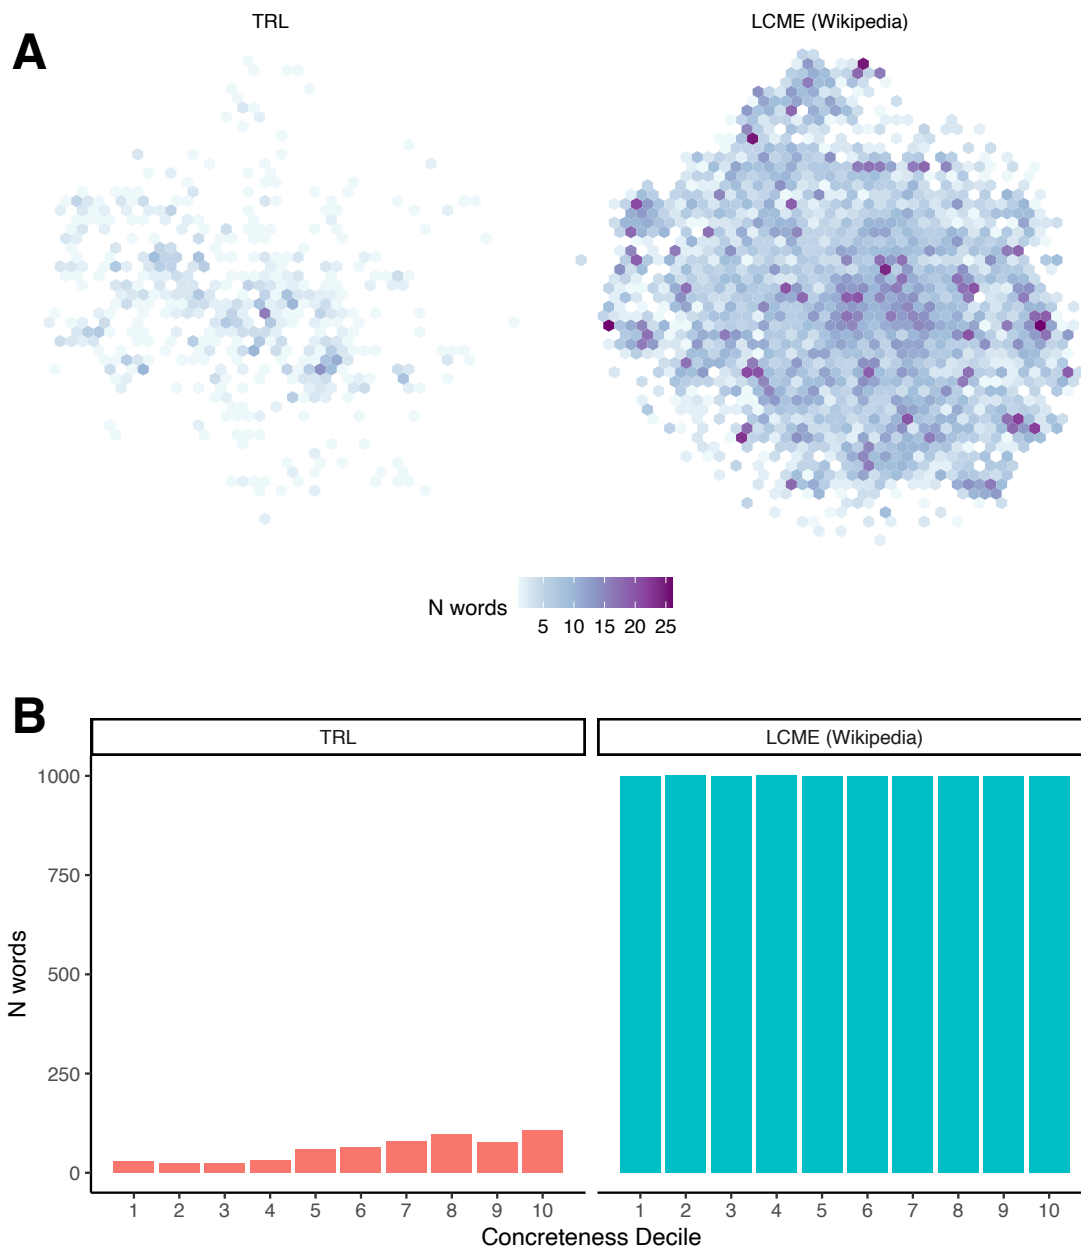 A
TRL
LCME (Wikipedia)
N words
5 10 15 20 25
B
TRL
LCME (Wikipedia)
1000
750
500
250
0
N words
1 2 3 4 5 6 7 8 9 10
1 2 3 4 5 6 7 8 9 10
Concreteness Decile